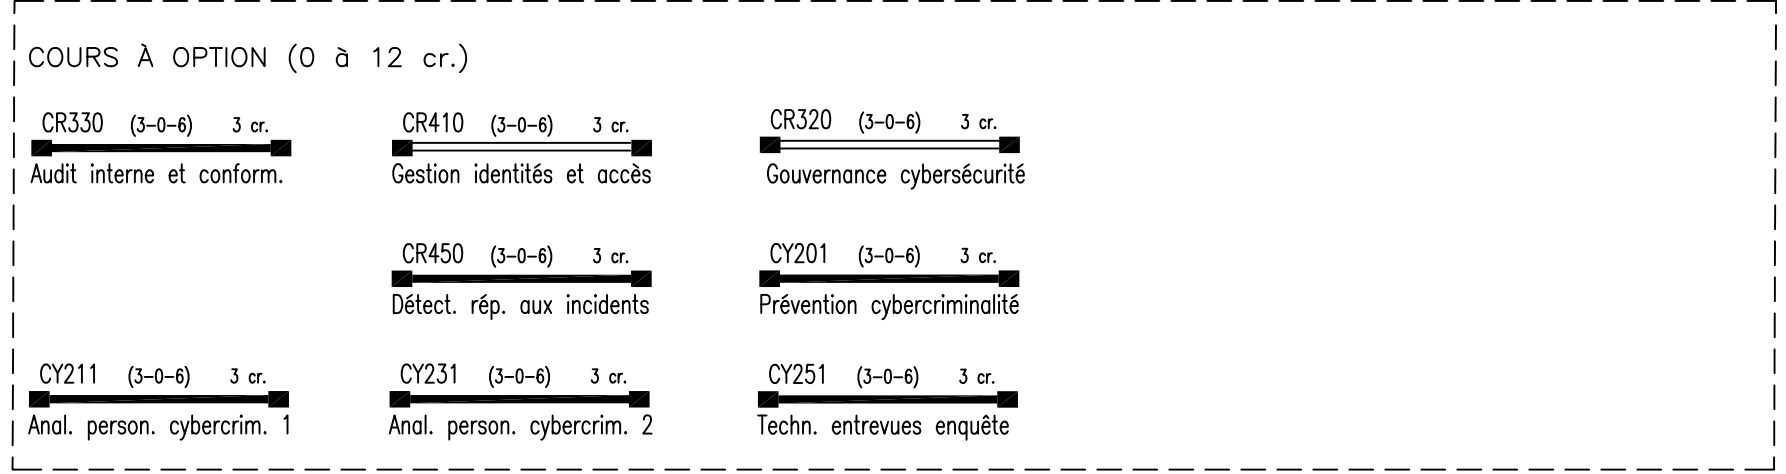 COURS À OPTION (0 à 12 cr.)
CR330 (3-0-6) 3 cr.
Audit interne et conform.
CR410 (3-0-6) 3 cr.
Gestion identités et accès
CR320 (3-0-6) 3 cr.
Gouvernance cybersécurité
CR450 (3-0-6) 3 cr.
Détect. rép. aux incidents
CY201 (3-0-6) 3 cr.
Prévention cybercriminalité
CY211 (3-0-6) 3 cr.
Anal. person. cybercrim. 1
CY231 (3-0-6) 3 cr.
Anal. person. cybercrim. 2
CY251 (3-0-6) 3 cr.
Techn. entrevues enquête